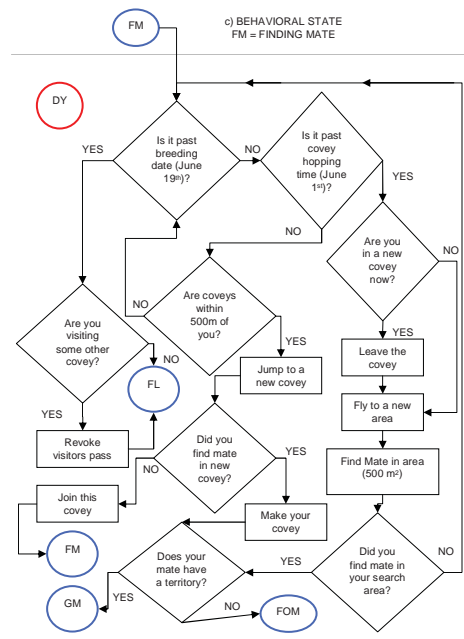 FM
c) BEHAVIORAL STATE
FM = FINDING MATE
DY
Is it past
breeding
date (June
19th)?
YES
NO
Is it past
covey
hopping
time (June
1st)?
YES
NO
Are you
in a new
covey
now?
NO
YES
Are coveys
within
500m of
you?
NO
YES
Are you
visiting
some other
covey?
NO
YES
FL
Jump to a
new covey
Leave the
covey
Fly to a new
area
Revoke
visitors pass
Did you
find mate
in new
covey?
YES
NO
Find Mate in area
(500 m²)
Join this
covey
Make your
covey
FM
Does your
mate have
a territory?
YES
NO
Did you
find mate in
your search
area?
YES
NO
GM
FOM